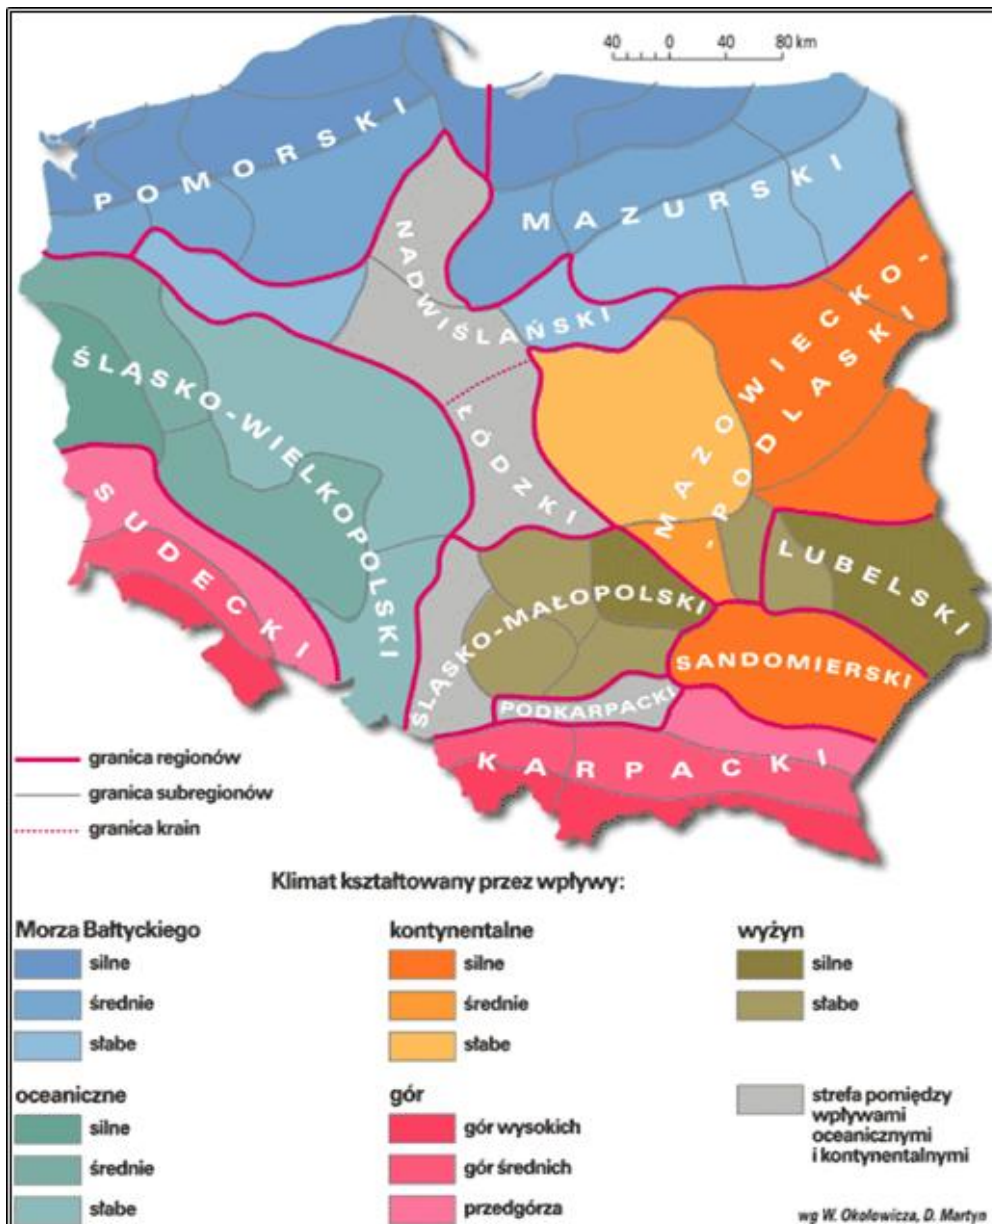 40 0 40 80 km
POMORSKI
MAZURSKI
NADWIŚLAŃSKI
MAZOWIECKO-
-PODLASKI
ŚLĄSKO-WIELKOPOLSKI
ŁÓDZKI
SUDECKI
LUBELSKI
ŚLĄSKO-MAŁOPOLSKI
SANDOMIERSKI
PODKARPACKI
KARPACKI
granica regionów
granica subregionów
granica krain
Klimat kształtowany przez wpływy:
Morza Bałtyckiego
silne
średnie
słabe
oceaniczne
silne
średnie
słabe
kontynentalne
silne
średnie
słabe
gór
gór wysokich
gór średnich
przedgórza
wyżyn
silne
słabe
strefa pomiędzy
wpływami
oceanicznymi
i kontynentalnymi
wg W. Okołowicza, D. Martyn